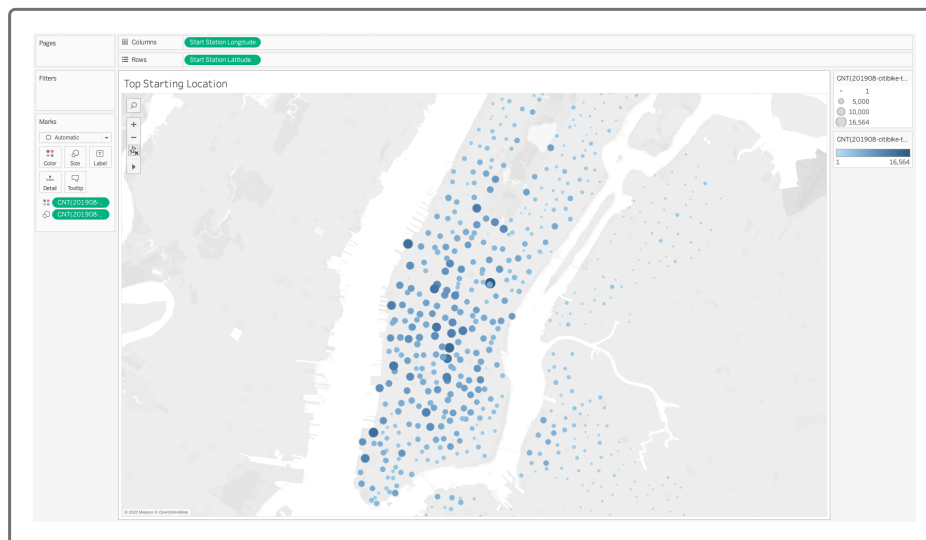 Pages
Columns
Start Station Longitude
Rows
Start Station Latitude
Filters
Marks
Automatic
Color
Size
Label
Detail
Tooltip
CNT(201908-...
CNT(201908-...
Top Starting Location
© 2020 Mapbox © OpenStreetMap
CNT(201908-citibike-t...
1
5,000
10,000
16,564
CNT(201908-citibike-t...
1
16,564